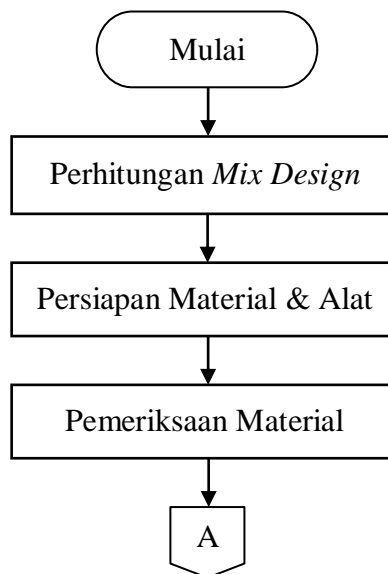 Mulai
Perhitungan Mix Design
Persiapan Material & Alat
Pemeriksaan Material
A